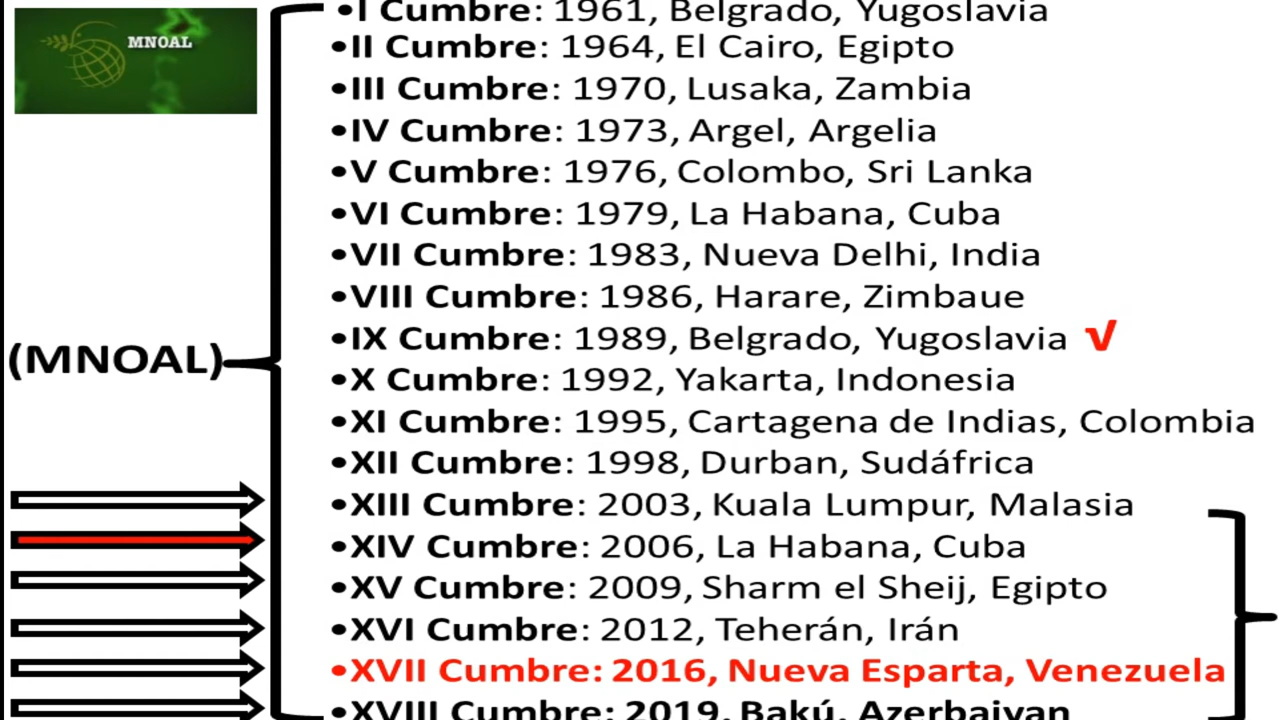 MNOAL
•I Cumbre: 1961, Belgrado, Yugoslavia
•II Cumbre: 1964, El Cairo, Egipto
•III Cumbre: 1970, Lusaka, Zambia
•IV Cumbre: 1973, Argel, Argelia
•V Cumbre: 1976, Colombo, Sri Lanka
•VI Cumbre: 1979, La Habana, Cuba
•VII Cumbre: 1983, Nueva Delhi, India
•VIII Cumbre: 1986, Harare, Zimbaue
•IX Cumbre: 1989, Belgrado, Yugoslavia √
(MNOAL)
•X Cumbre: 1992, Yakarta, Indonesia
•XI Cumbre: 1995, Cartagena de Indias, Colombia
•XII Cumbre: 1998, Durban, Sudáfrica
•XIII Cumbre: 2003, Kuala Lumpur, Malasia
•XIV Cumbre: 2006, La Habana, Cuba
•XV Cumbre: 2009, Sharm el Sheij, Egipto
•XVI Cumbre: 2012, Teherán, Irán
•XVII Cumbre: 2016, Nueva Esparta, Venezuela
•XVIII Cumbre: 2019, Bakú, Azerbaiyan